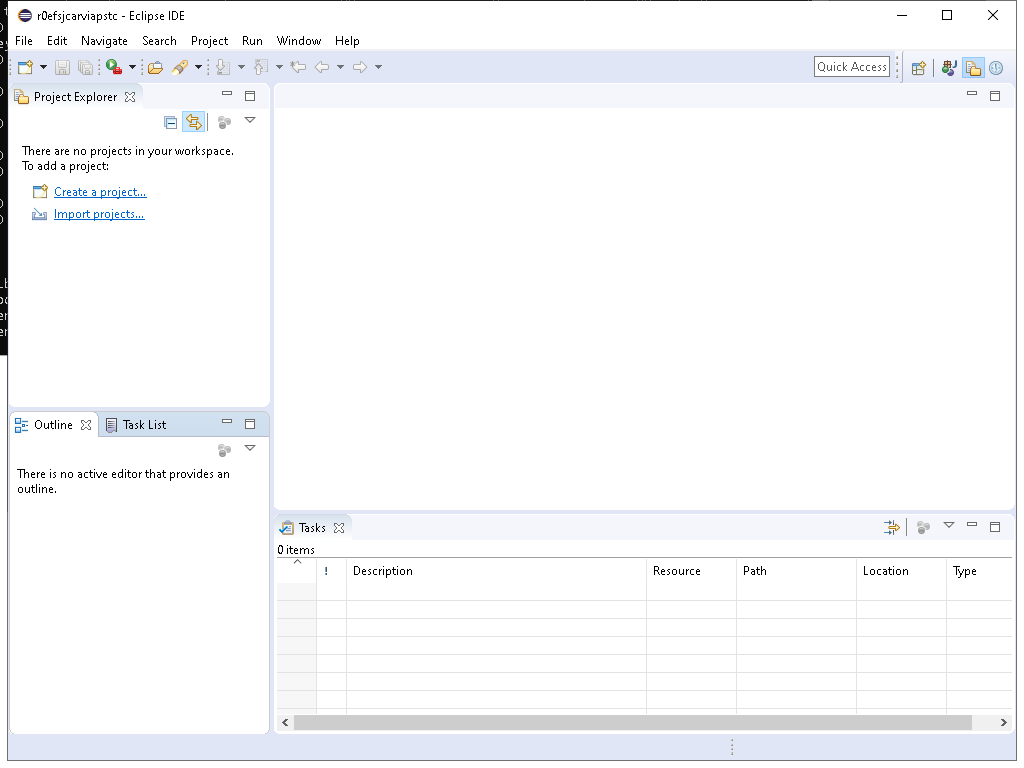 r0efsjcarviapstc - Eclipse IDE
File Edit Navigate Search Project Run Window Help
Quick Access
Project Explorer
There are no projects in your workspace.
To add a project:
Create a project...
Import projects...
Outline
Task List
There is no active editor that provides an
outline.
Tasks
0 items
! Description Resource Path Location Type